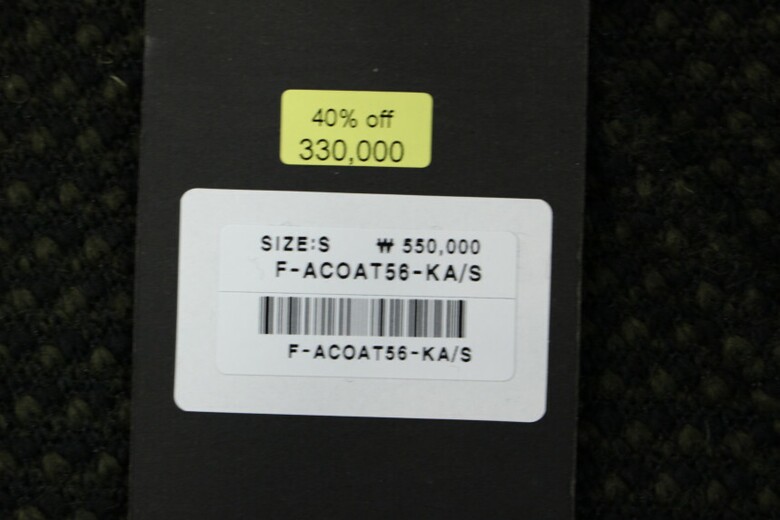 40% off
330,000
SIZE:S ₩ 550,000
F-ACOAT56-KA/S
F-ACOAT56-KA/S